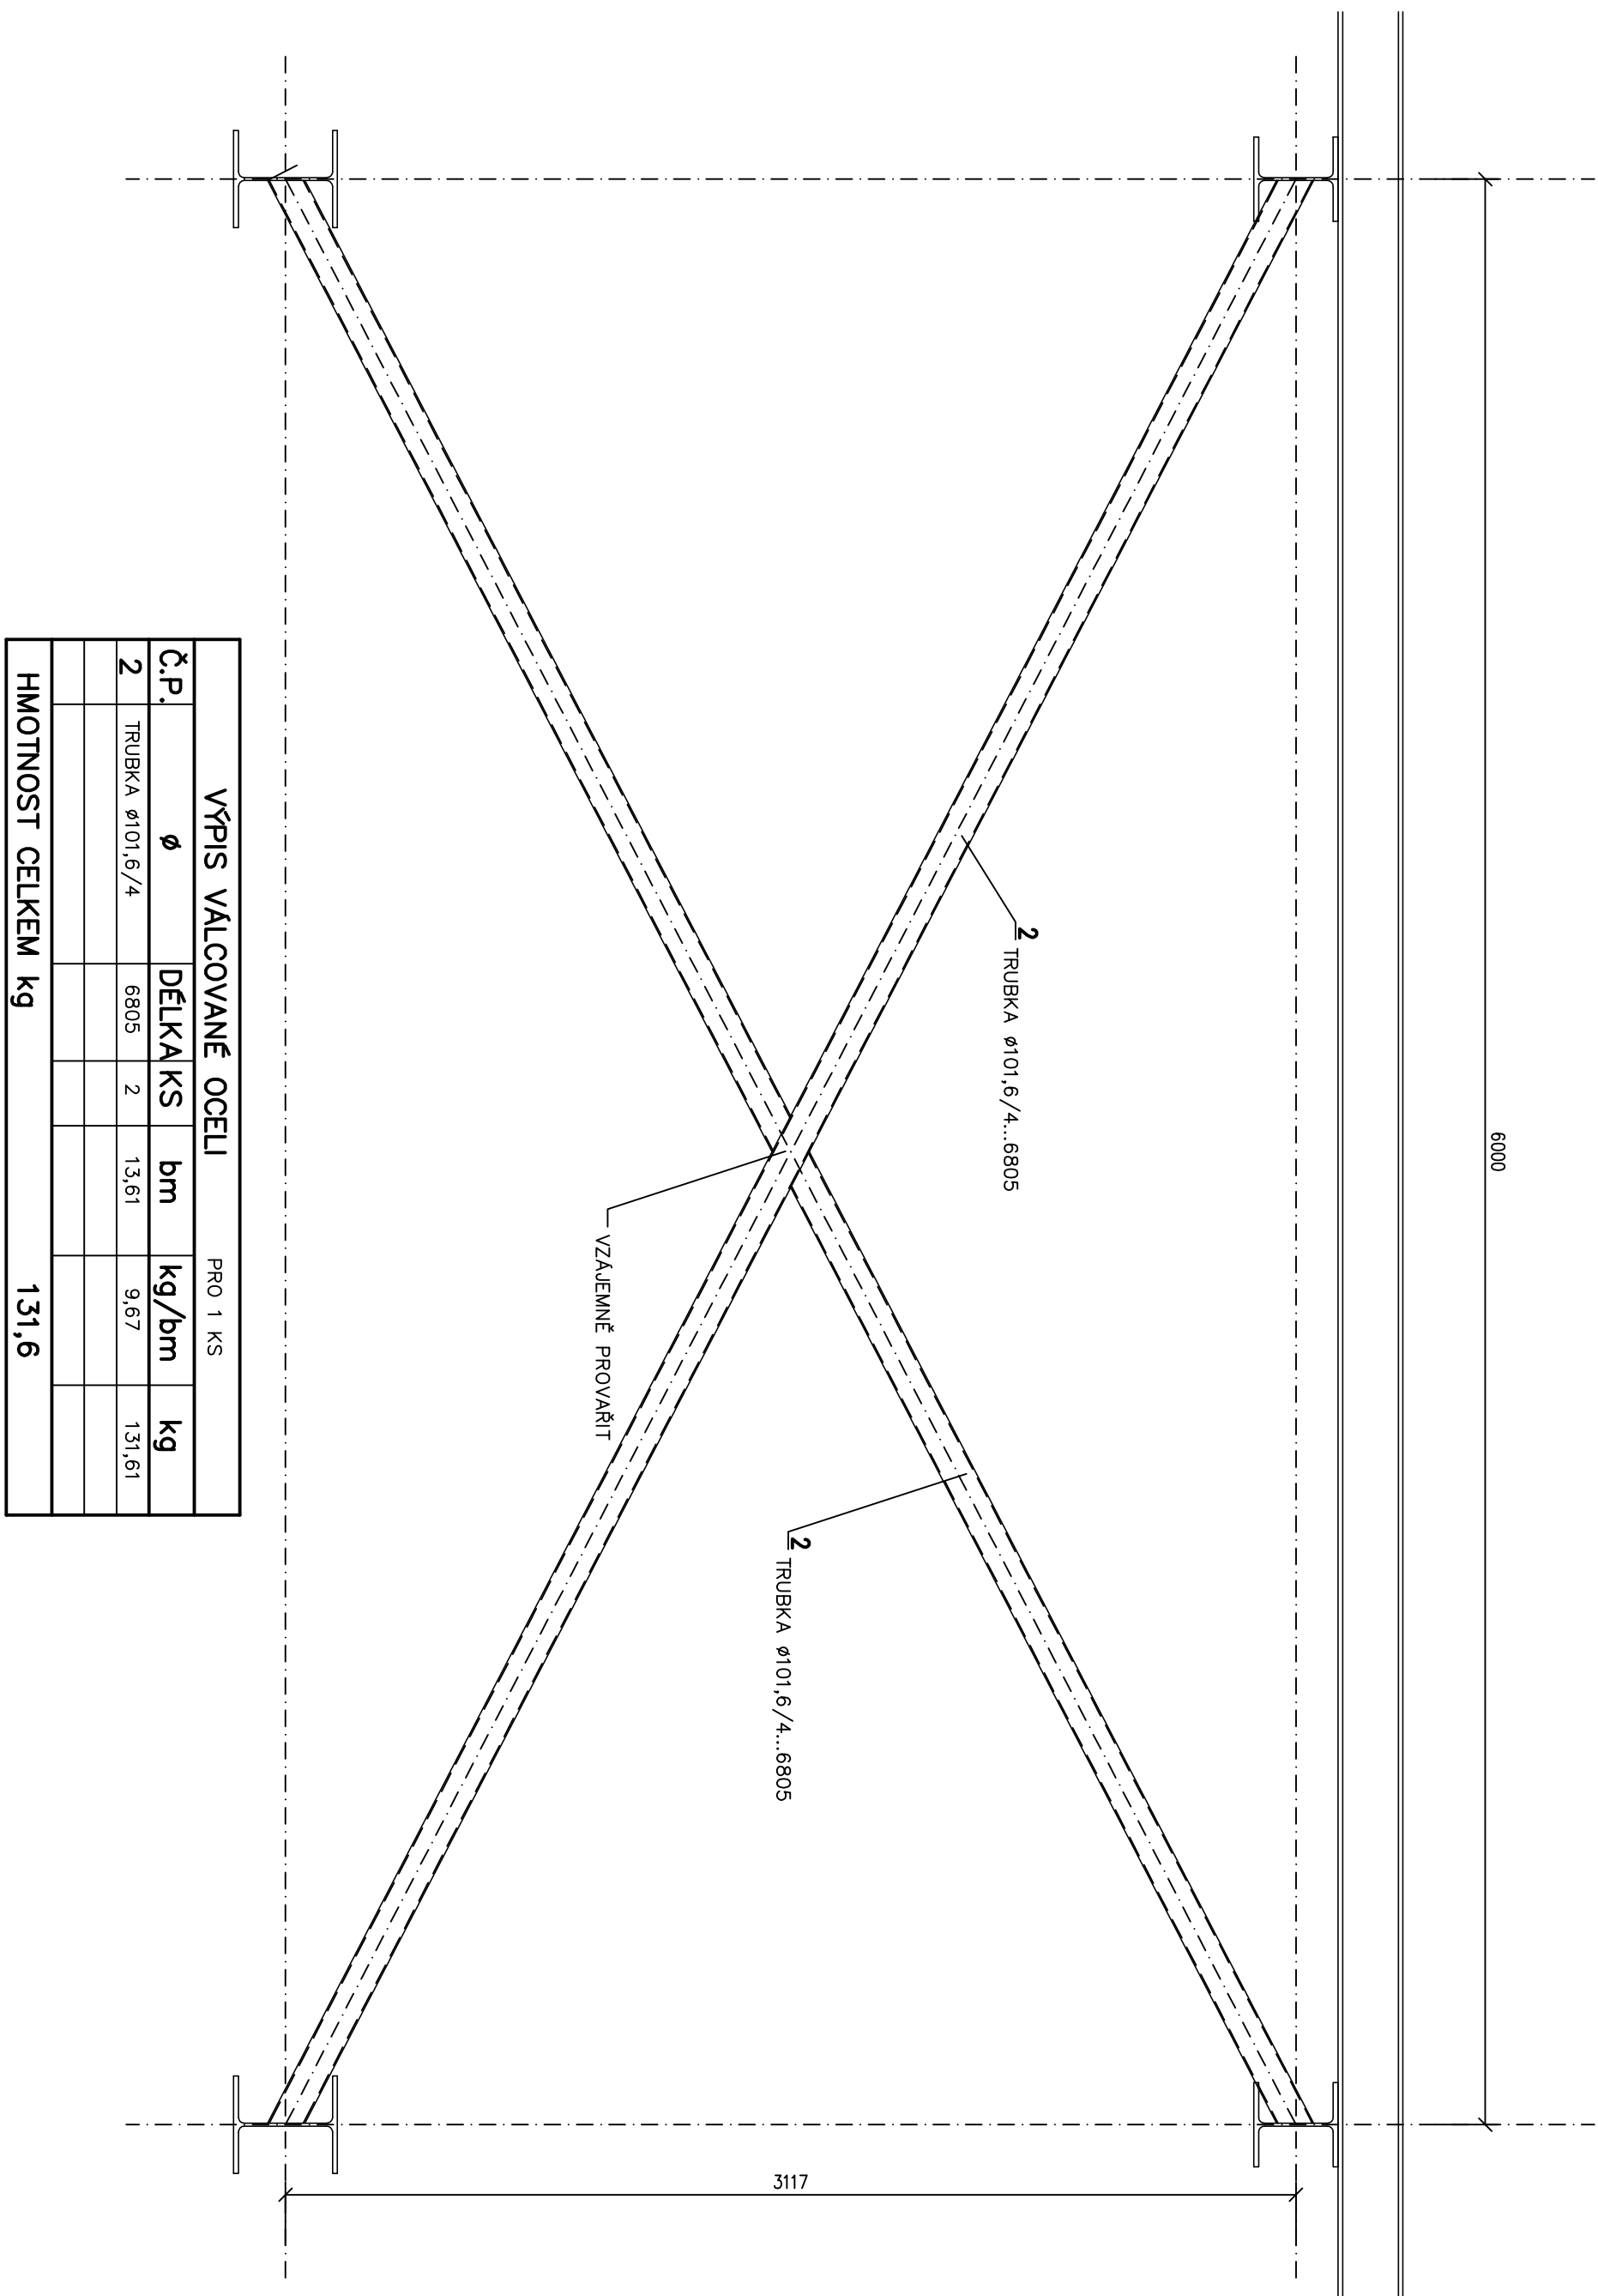 6000
2
TRUBKA ø101,6/4...6805
VZÁJEMNĚ PROVAŘIT
2
TRUBKA ø101,6/4...6805
3117
VÝPIS VÁLCOVANÉ OCELI PRO 1 KS
Č.P. ø DÉLKA KS bm kg/bm kg
2 TRUBKA ø101,6/4 6805 2 13,61 9,67 131,61
HMOTNOST CELKEM kg 131,6